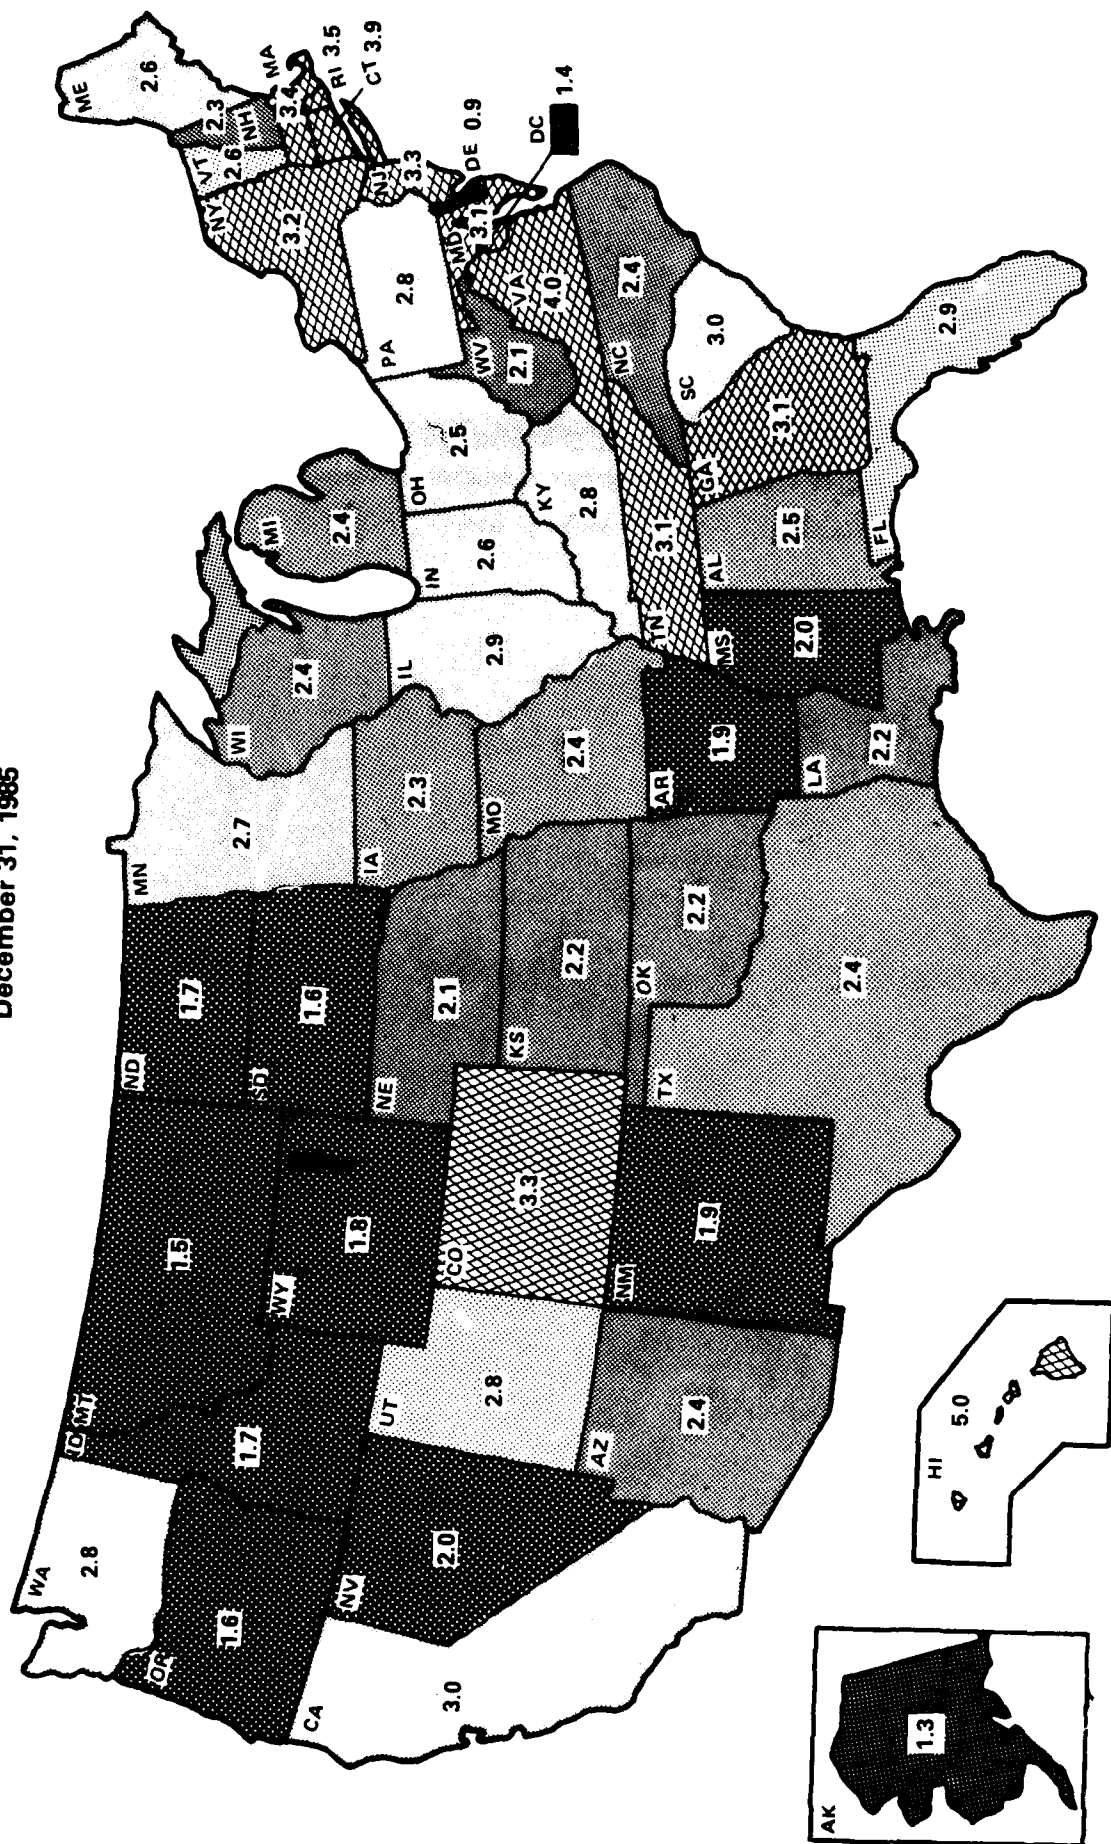 December 31, 1985
WA
2.8
OR
1.6
CA
3.0
ID
1.7
NV
2.0
MT
1.5
WY
1.8
UT
2.8
AZ
2.4
CO
3.3
NM
1.9
ND
1.7
SD
1.6
NE
2.1
KS
2.2
OK
2.2
TX
2.4
MN
2.7
IA
2.3
MO
2.4
AR
1.9
LA
2.2
WI
2.4
IL
2.9
MI
2.4
IN
2.6
OH
2.5
KY
2.8
TN
3.1
MS
2.0
AL
2.5
GA
3.1
FL
2.9
SC
3.0
NC
2.4
VA
4.0
WV
2.1
PA
2.8
NY
3.2
VT
2.6
NH
2.3
ME
2.6
MA
3.4
RI 3.5
CT 3.9
NJ
3.3
DE 0.9
MD
3.1
DC
1.4
AK
1.3
HI
5.0